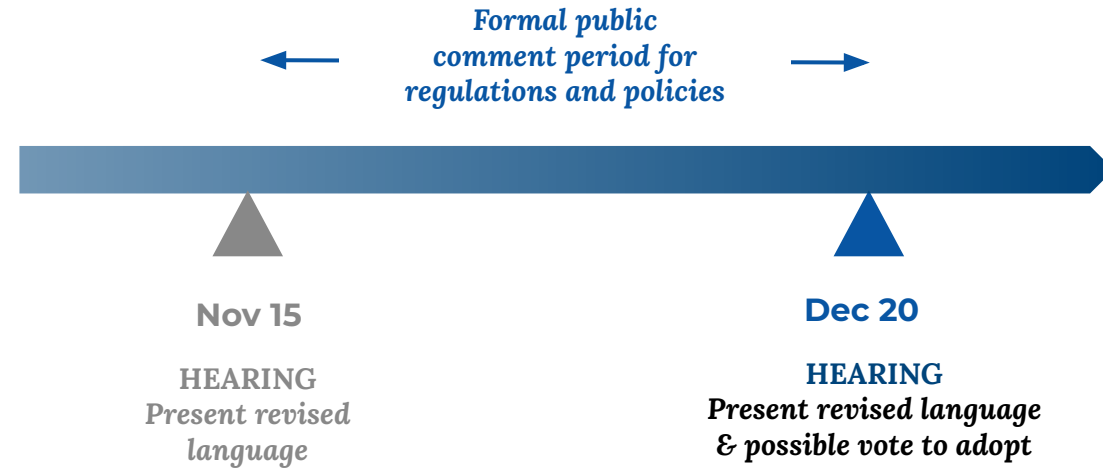 Formal public
comment period for
regulations and policies
Nov 15
HEARING
Present revised
language
Dec 20
HEARING
Present revised language
& possible vote to adopt